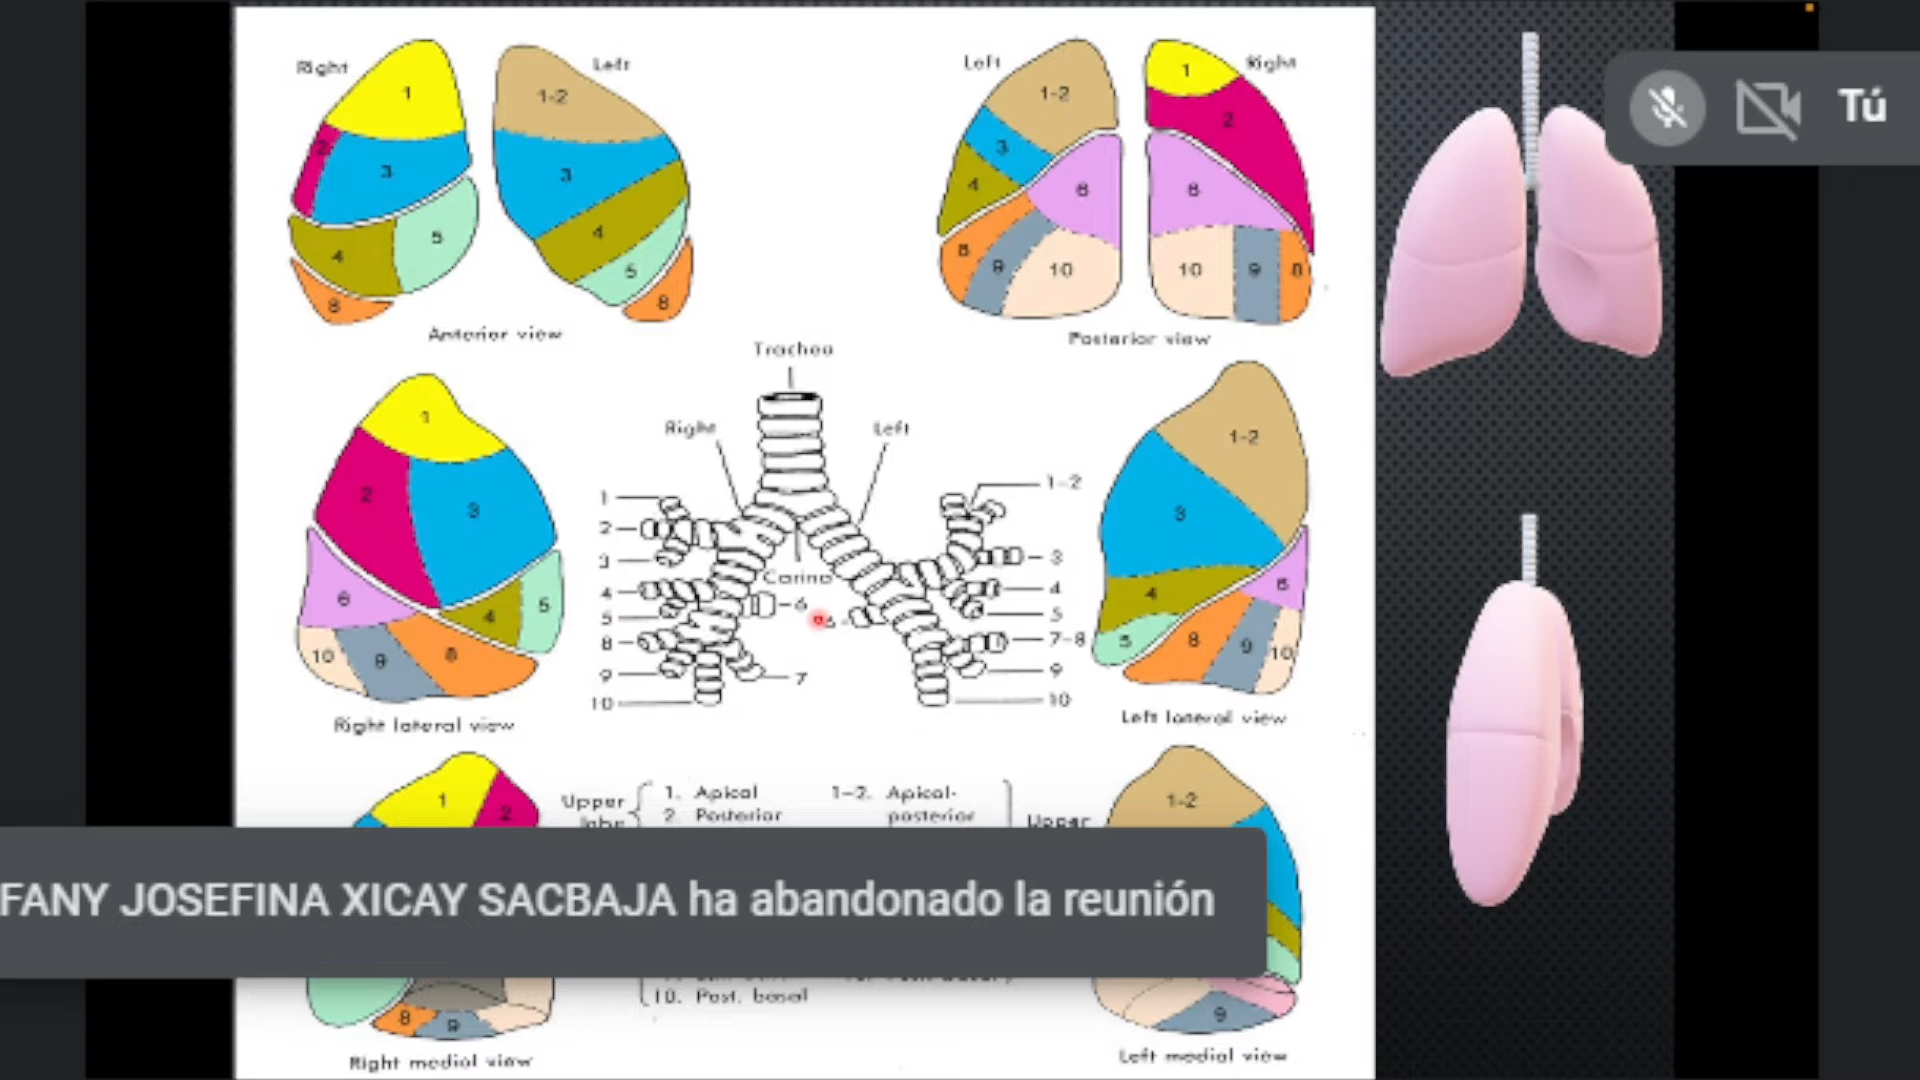 Right
Left
1
1-2
2
3
3
4
5
4
5
8
8
Anterior view
Left
Right
1-2
1
2
3
4
6
6
8
9
10
10
9
8
Posterior view
Tú
Trachea
Right
Left
Carina
1
2
3
4
5
8
9
10
6
7
6
1-2
3
4
5
7-8
9
10
1
2
3
6
4
5
10
9
8
Right lateral view
1-2
3
4
6
5
8
9
10
Left lateral view
1
2
Upper
lobe
1. Apical
2. Posterior
1-2. Apical-
posterior
Upper
1-2
FANY JOSEFINA XICAY SACBAJA ha abandonado la reunión
10. Post. basal
8
9
9
Right medial view
Left medial view